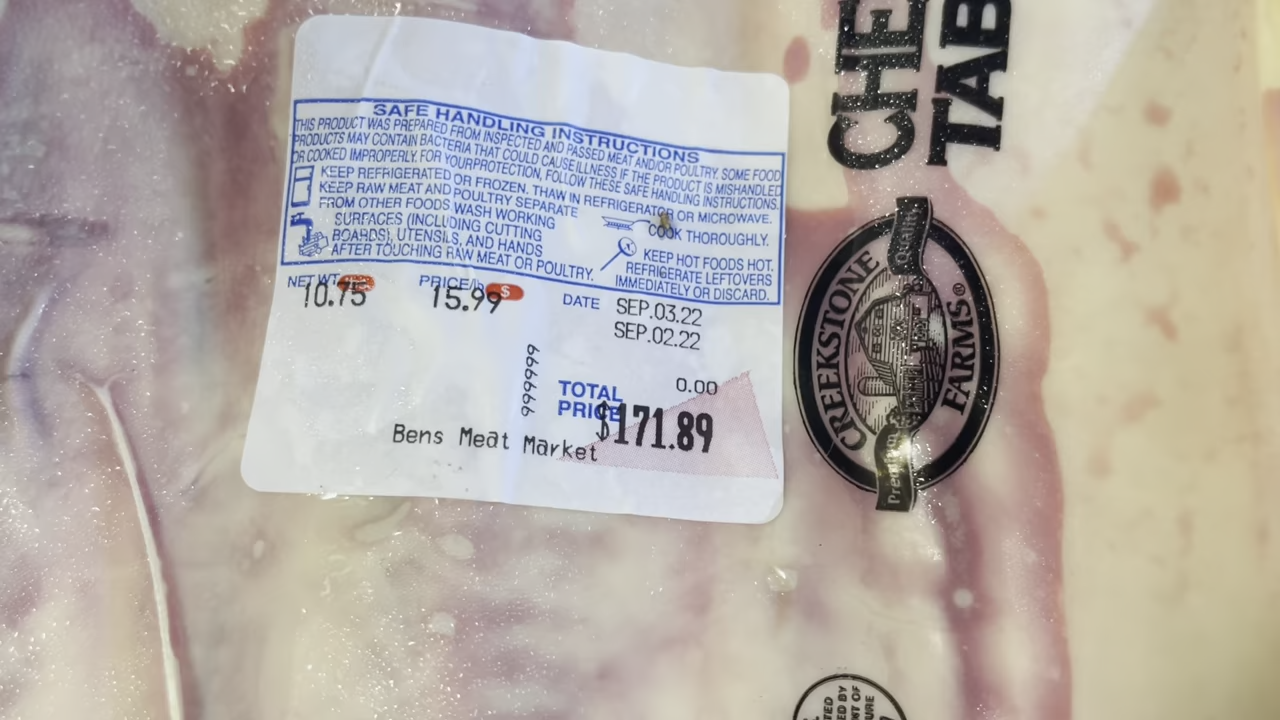 SAFE HANDLING INSTRUCTIONS
THIS PRODUCT WAS PREPARED FROM INSPECTED AND PASSED MEAT AND/OR POULTRY. SOME FOOD
PRODUCTS MAY CONTAIN BACTERIA THAT COULD CAUSE ILLNESS IF THE PRODUCT IS MISHANDLED
OR COOKED IMPROPERLY. FOR YOUR PROTECTION, FOLLOW THESE SAFE HANDLING INSTRUCTIONS.
KEEP REFRIGERATED OR FROZEN. THAW IN REFRIGERATOR OR MICROWAVE.
KEEP RAW MEAT AND POULTRY SEPARATE
FROM OTHER FOODS WASH WORKING
SURFACES (INCLUDING CUTTING
BOARDS), UTENSILS, AND HANDS
AFTER TOUCHING RAW MEAT OR POULTRY.
COOK THOROUGHLY.
KEEP HOT FOODS HOT.
REFRIGERATE LEFTOVERS
IMMEDIATELY OR DISCARD.
NET WT.
10.75
PRICE/lb $
15.99
DATE
SEP.03.22
SEP.02.22
999999
TOTAL
PRICE
0.00
$171.89
Bens Meat Market
CHE
TAB
CREEKSTONE
FARMS®
Quality